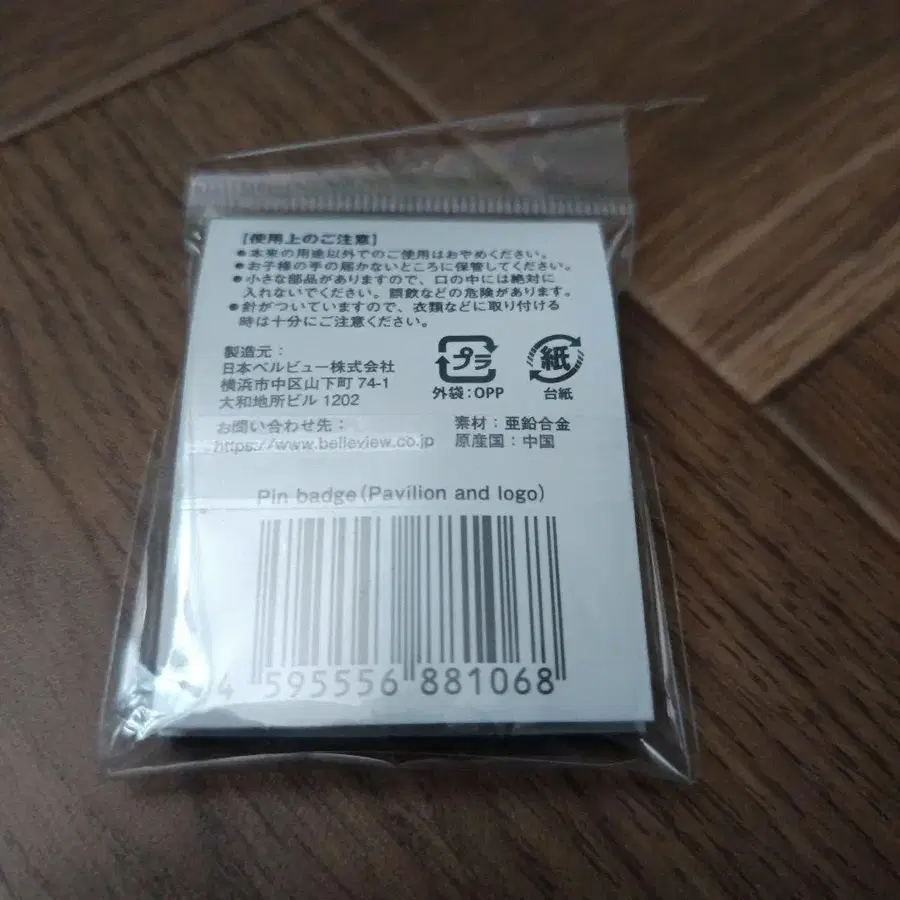 [使用上のご注意]
●本来の用途以外でのご使用はおやめください。
●お子様の手の届かないところに保管してください。
●小さな部品がありますので、口の中には絶対に
入れないでください。誤飲などの危険があります。
●針がついていますので、衣類などに取り付ける
時は十分にご注意ください。
製造元：
日本ベルビュー株式会社
横浜市中区山下町 74-1
大和地所ビル 1202
プラ
外袋：OPP
紙
台紙
お問い合わせ先：
https://www.belleview.co.jp
素材：亜鉛合金
原産国：中国
Pin badge(Pavilion and logo)
4 595556 881068